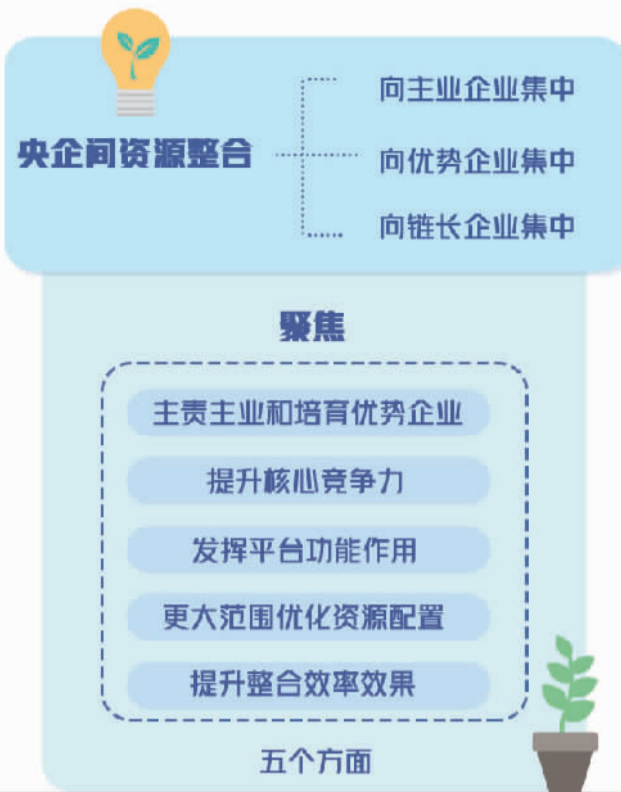 央企间资源整合
向主业企业集中
向优势企业集中
向链长企业集中
聚焦
主责主业和培育优势企业
提升核心竞争力
发挥平台功能作用
更大范围优化资源配置
提升整合效率效果
五个方面